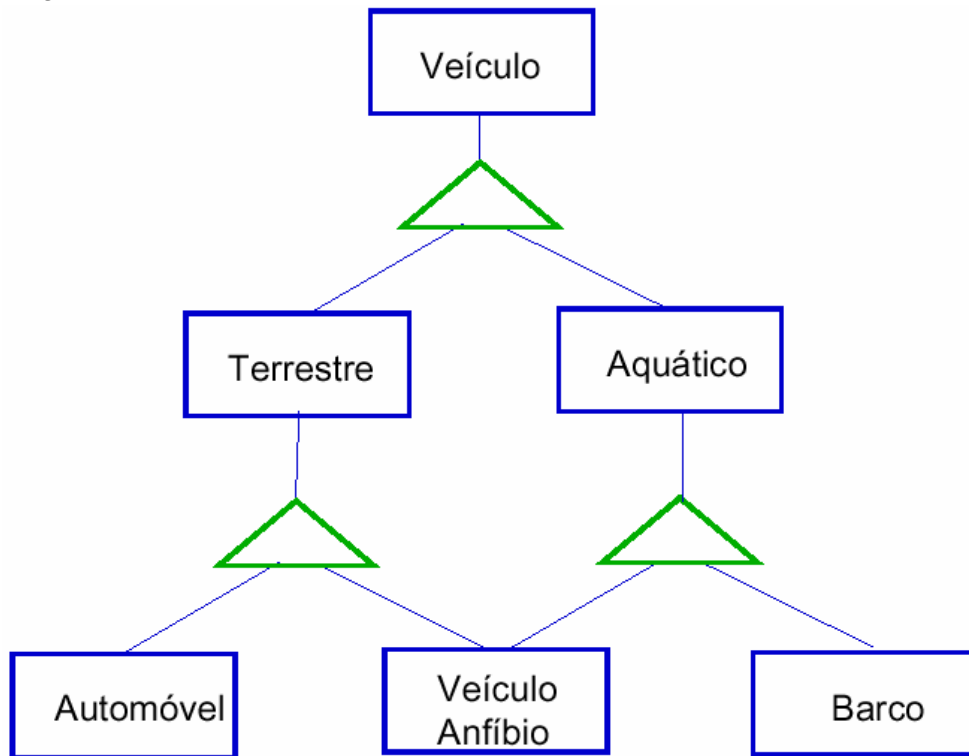 Veículo
Terrestre
Aquático
Automóvel
Veículo
Anfíbio
Barco